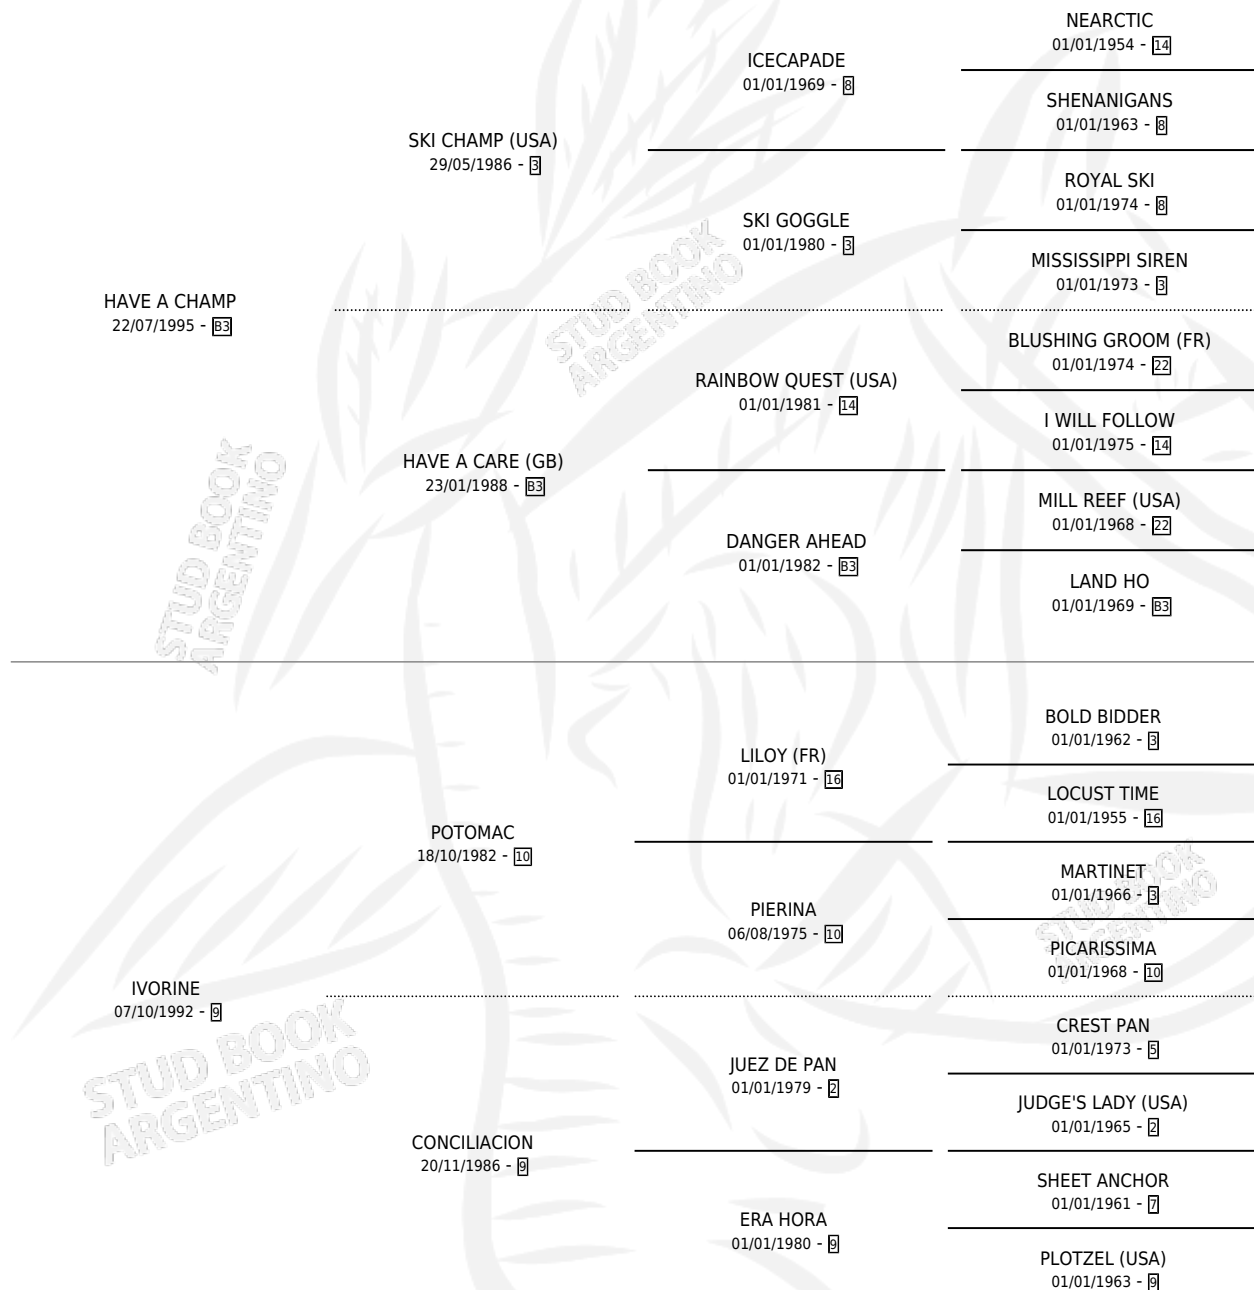 NEARCTIC
01/01/1954 - 14
ICECAPADE
01/01/1969 - 8
SHENANIGANS
01/01/1963 - 8
SKI CHAMP (USA)
29/05/1986 - 3
ROYAL SKI
01/01/1974 - 8
SKI GOGGLE
01/01/1980 - 3
MISSISSIPPI SIREN
01/01/1973 - 3
HAVE A CHAMP
22/07/1995 - B3
BLUSHING GROOM (FR)
01/01/1974 - 22
RAINBOW QUEST (USA)
01/01/1981 - 14
I WILL FOLLOW
01/01/1975 - 14
HAVE A CARE (GB)
23/01/1988 - B3
MILL REEF (USA)
01/01/1968 - 22
DANGER AHEAD
01/01/1982 - B3
LAND HO
01/01/1969 - B3
BOLD BIDDER
01/01/1962 - 3
LILOY (FR)
01/01/1971 - 16
LOCUST TIME
01/01/1955 - 16
POTOMAC
18/10/1982 - 10
MARTINET
01/01/1966 - 3
PIERINA
06/08/1975 - 10
PICARISSIMA
01/01/1968 - 10
IVORINE
07/10/1992 - 9
CREST PAN
01/01/1973 - 5
JUEZ DE PAN
01/01/1979 - 2
JUDGE'S LADY (USA)
01/01/1965 - 2
CONCILIACION
20/11/1986 - 9
SHEET ANCHOR
01/01/1961 - 7
ERA HORA
01/01/1980 - 9
PLOTZEL (USA)
01/01/1963 - 9
STUD BOOK
ARGENTINO
STUD BOOK
ARGENTINO
STUD BOOK
ARGENTINO
STUD BOOK
ARGENTINO